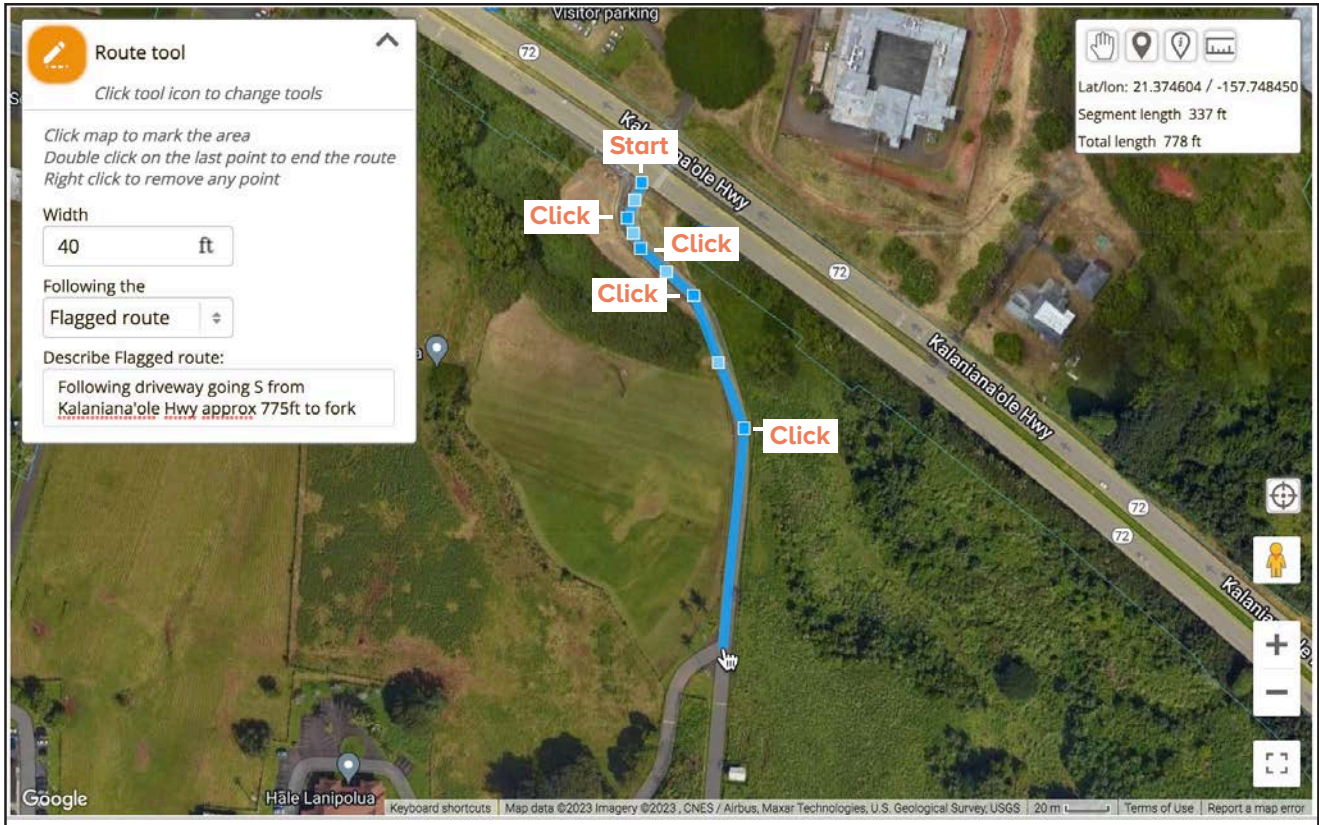 Visitor parking
Route tool
Click tool icon to change tools
Click map to mark the area
Double click on the last point to end the route
Right click to remove any point
Width
40 ft
Following the
Flagged route
Describe Flagged route:
Following driveway going S from
Kalaniana'ole Hwy approx 775ft to fork
Lat/lon: 21.374604 / -157.748450
Segment length 337 ft
Total length 778 ft
72
Kalaniana'ole Hwy
Start
Click
Click
Click
Click
72
Kalaniana'ole Hwy
72
72
Hale Lanipolua
Google
Keyboard shortcuts
Map data ©2023 Imagery ©2023 , CNES / Airbus, Maxar Technologies, U.S. Geological Survey, USGS
20 m
Terms of Use
Report a map error